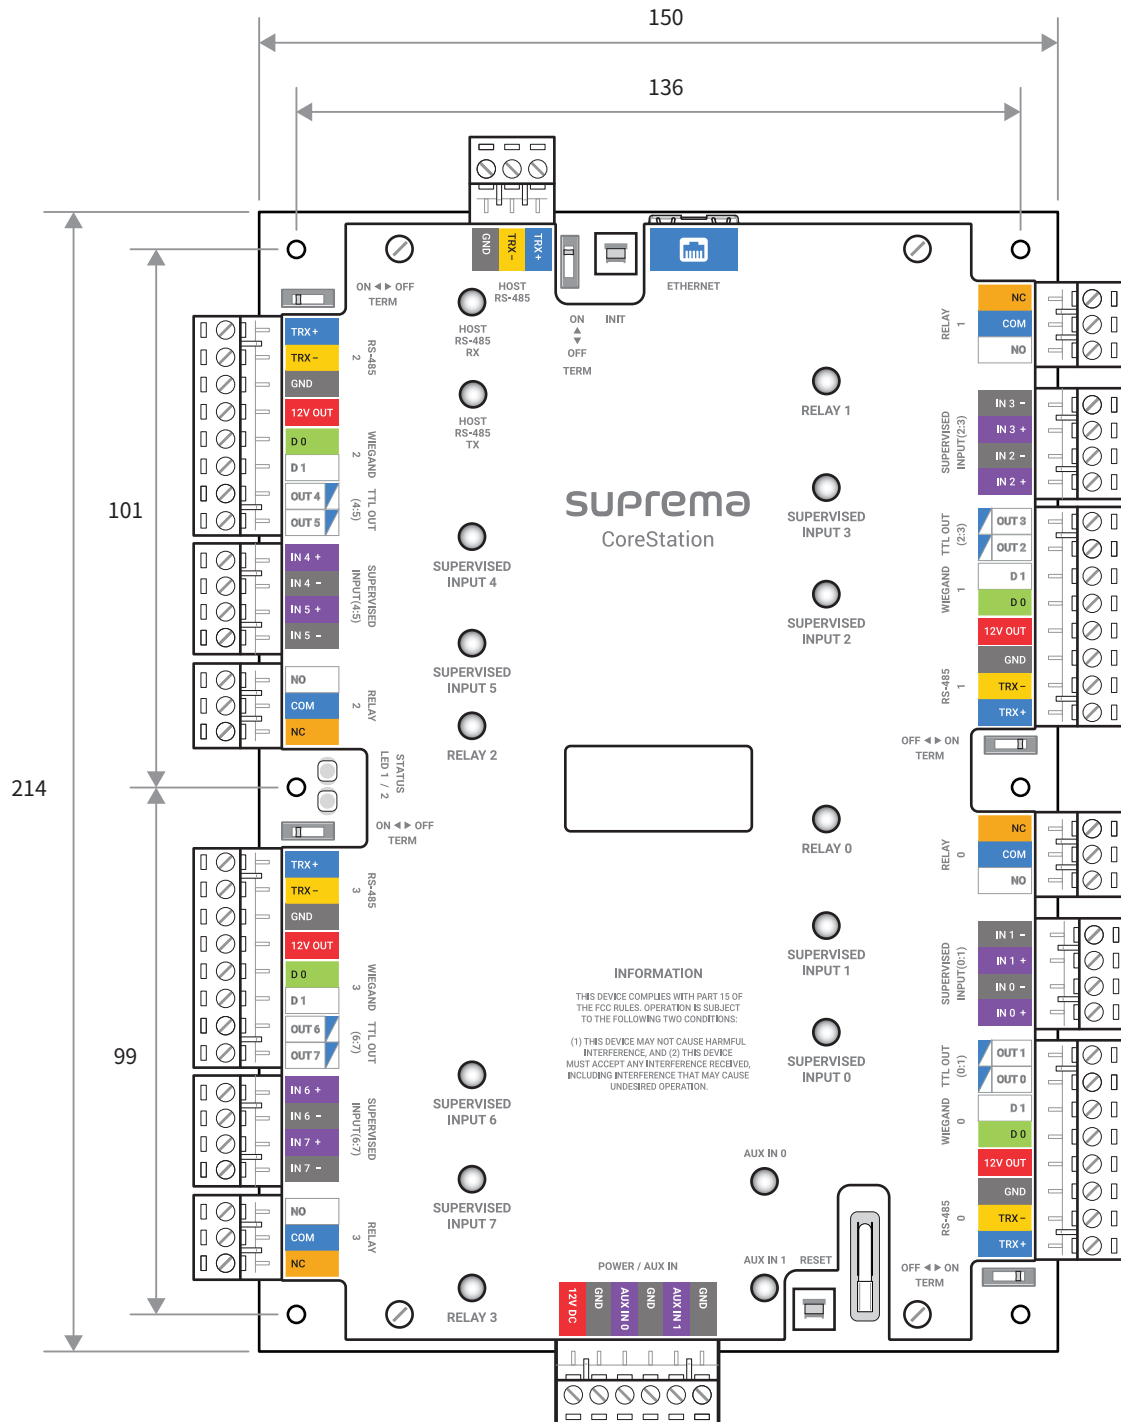 150
136
214
101
99
GND
TRX -
TRX +
HOST
RS-485
ON
OFF
TERM
INIT
ETHERNET
ON ◄ ► OFF
TERM
HOST
RS-485
RX
HOST
RS-485
TX
TRX +
TRX -
GND
RS-485
2
12V OUT
D 0
D 1
WIEGAND
2
OUT 4
OUT 5
TTL OUT
(4:5)
IN 4 +
IN 4 -
IN 5 +
IN 5 -
SUPERVISED
INPUT(4:5)
NO
COM
NC
RELAY
2
STATUS
LED 1 / 2
ON ◄ ► OFF
TERM
TRX +
TRX -
GND
RS-485
3
12V OUT
D 0
D 1
WIEGAND
3
OUT 6
OUT 7
TTL OUT
(6:7)
IN 6 +
IN 6 -
IN 7 +
IN 7 -
SUPERVISED
INPUT(6:7)
NO
COM
NC
RELAY
3
SUPERVISED
INPUT 4
SUPERVISED
INPUT 5
RELAY 2
SUPERVISED
INPUT 6
SUPERVISED
INPUT 7
RELAY 3
suprema
CoreStation
INFORMATION
THIS DEVICE COMPLIES WITH PART 15 OF
THE FCC RULES. OPERATION IS SUBJECT
TO THE FOLLOWING TWO CONDITIONS:
(1) THIS DEVICE MAY NOT CAUSE HARMFUL
INTERFERENCE, AND (2) THIS DEVICE
MUST ACCEPT ANY INTERFERENCE RECEIVED,
INCLUDING INTERFERENCE THAT MAY CAUSE
UNDESIRED OPERATION.
RELAY 1
SUPERVISED
INPUT 3
SUPERVISED
INPUT 2
RELAY 0
SUPERVISED
INPUT 1
SUPERVISED
INPUT 0
AUX IN 0
AUX IN 1
RESET
POWER / AUX IN
12V DC
GND
AUX IN 0
GND
AUX IN 1
GND
RELAY
1
NC
COM
NO
SUPERVISED
INPUT(2:3)
IN 3 -
IN 3 +
IN 2 -
IN 2 +
TTL OUT
(2:3)
OUT 3
OUT 2
WIEGAND
1
D 1
D 0
12V OUT
RS-485
1
GND
TRX -
TRX +
OFF ◄ ► ON
TERM
RELAY
0
NC
COM
NO
SUPERVISED
INPUT(0:1)
IN 1 -
IN 1 +
IN 0 -
IN 0 +
TTL OUT
(0:1)
OUT 1
OUT 0
WIEGAND
0
D 1
D 0
12V OUT
RS-485
0
GND
TRX -
TRX +
OFF ◄ ► ON
TERM